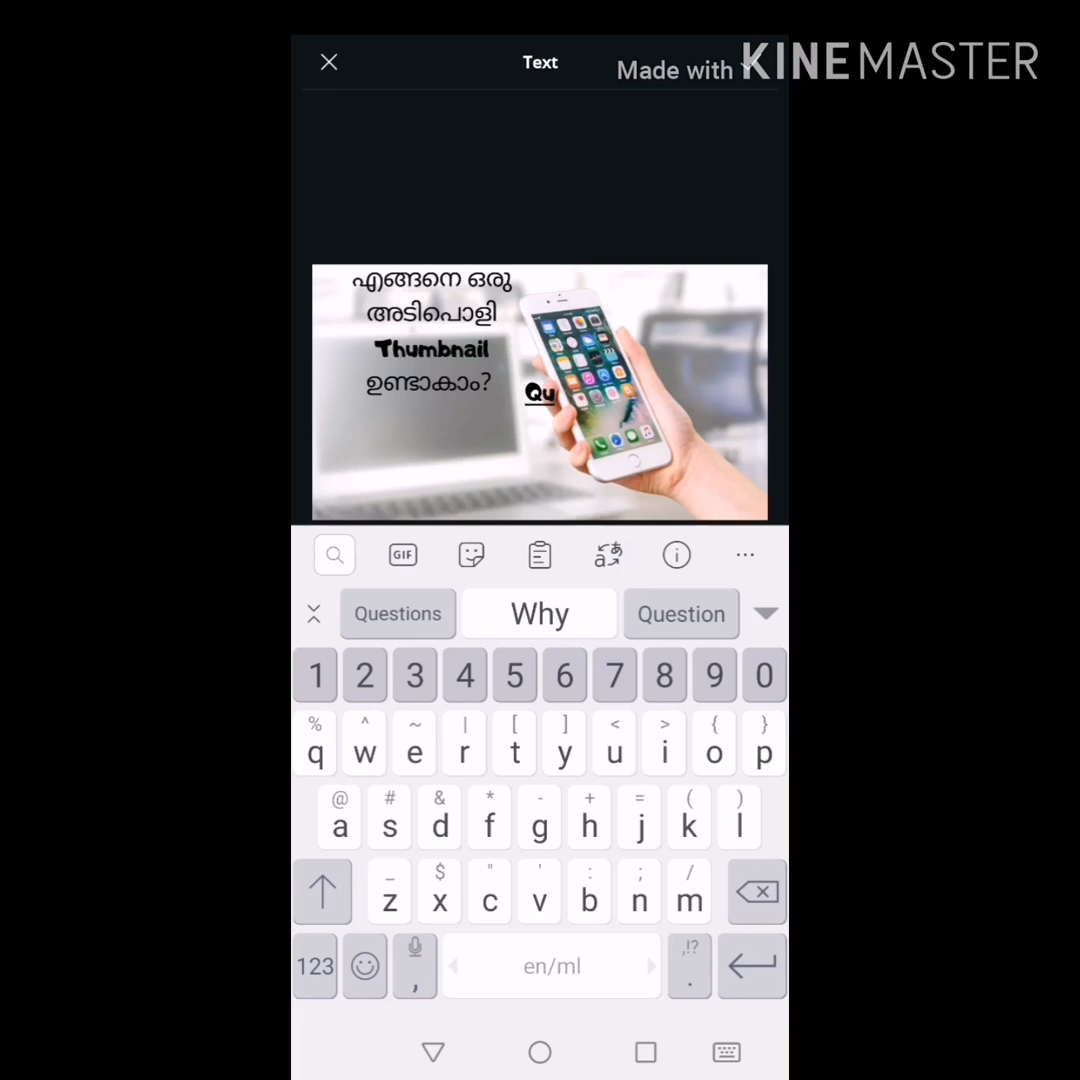 Text
Made with KINEMASTER
എങ്ങനെ ഒരു
അടിപൊളി
Thumbnail
ഉണ്ടാകാം?
Qu
GIF
Questions Why Question
1 2 3 4 5 6 7 8 9 0
% ^ ~ | [ ] < > { }
q w e r t y u i o p
@ # & * - + = ( )
a s d f g h j k l
_ $ " ' : ; /
z x c v b n m
,!?
123 , en/ml .